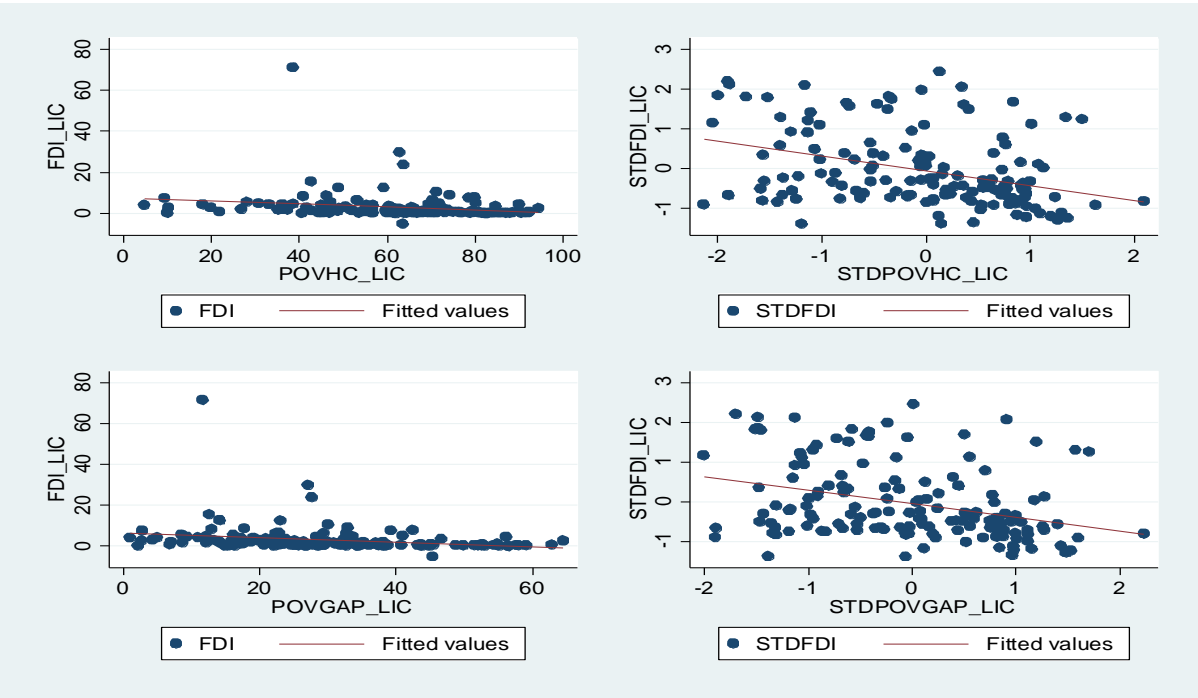 80
60
40
20
0
FDI_LIC
0 20 40 60 80 100
POVHC_LIC
FDI Fitted values
3
2
1
0
-1
STDFDI_LIC
-2 -1 0 1 2
STDPOVHC_LIC
STDFDI Fitted values
80
60
40
20
0
FDI_LIC
0 20 40 60
POVGAP_LIC
FDI Fitted values
3
2
1
0
-1
STDFDI_LIC
-2 -1 0 1 2
STDPOVGAP_LIC
STDFDI Fitted values